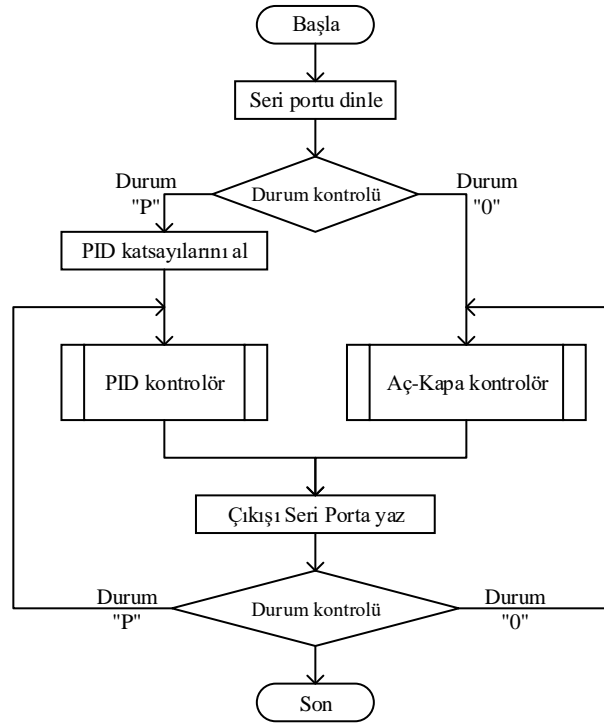 Başla
Seri portu dinle
Durum
"P"
Durum kontrolü
Durum
"0"
PID katsayılarını al
PID kontrolör
Aç-Kapa kontrolör
Çıkışı Seri Porta yaz
Durum
"P"
Durum kontrolü
Durum
"0"
Son